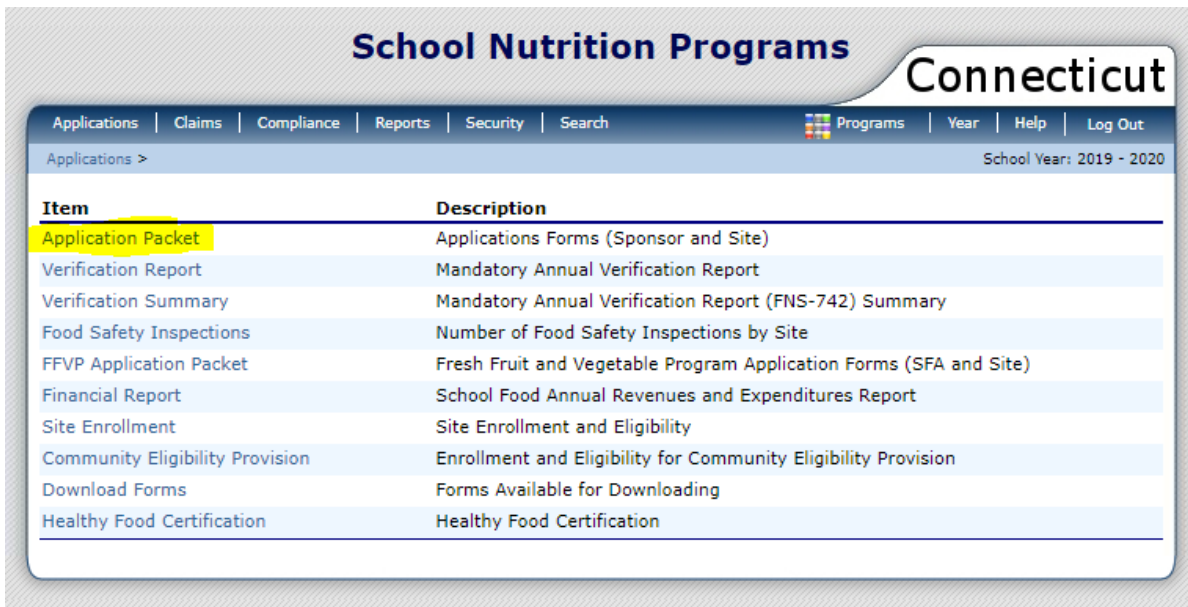 School Nutrition Programs
Connecticut
Applications | Claims | Compliance | Reports | Security | Search Programs | Year | Help | Log Out
Applications > School Year: 2019 - 2020
Item Description
Application Packet Applications Forms (Sponsor and Site)
Verification Report Mandatory Annual Verification Report
Verification Summary Mandatory Annual Verification Report (FNS-742) Summary
Food Safety Inspections Number of Food Safety Inspections by Site
FFVP Application Packet Fresh Fruit and Vegetable Program Application Forms (SFA and Site)
Financial Report School Food Annual Revenues and Expenditures Report
Site Enrollment Site Enrollment and Eligibility
Community Eligibility Provision Enrollment and Eligibility for Community Eligibility Provision
Download Forms Forms Available for Downloading
Healthy Food Certification Healthy Food Certification